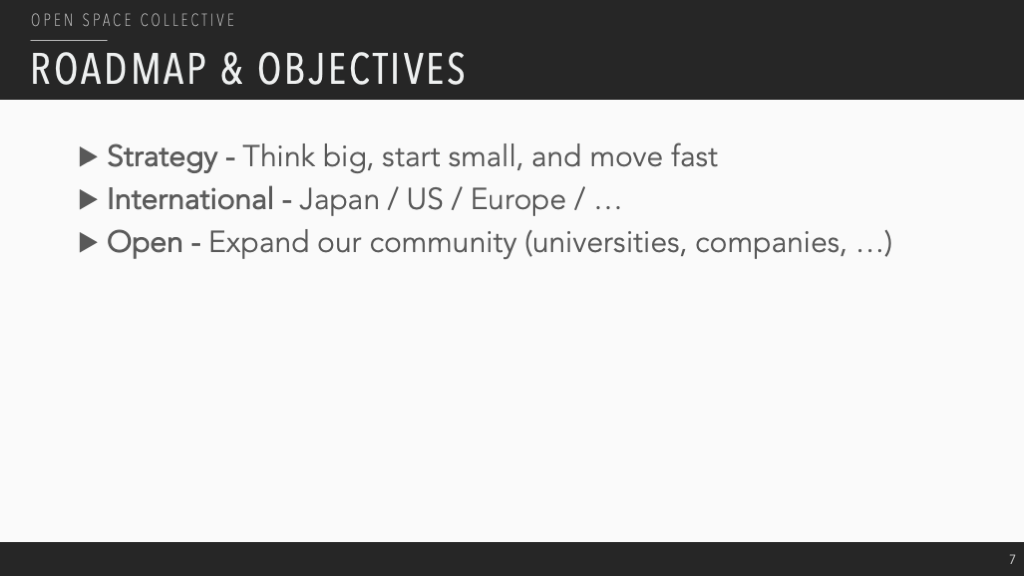 OPEN SPACE COLLECTIVE
ROADMAP & OBJECTIVES
▶ Strategy - Think big, start small, and move fast
▶ International - Japan / US / Europe / …
▶ Open - Expand our community (universities, companies, …)
7